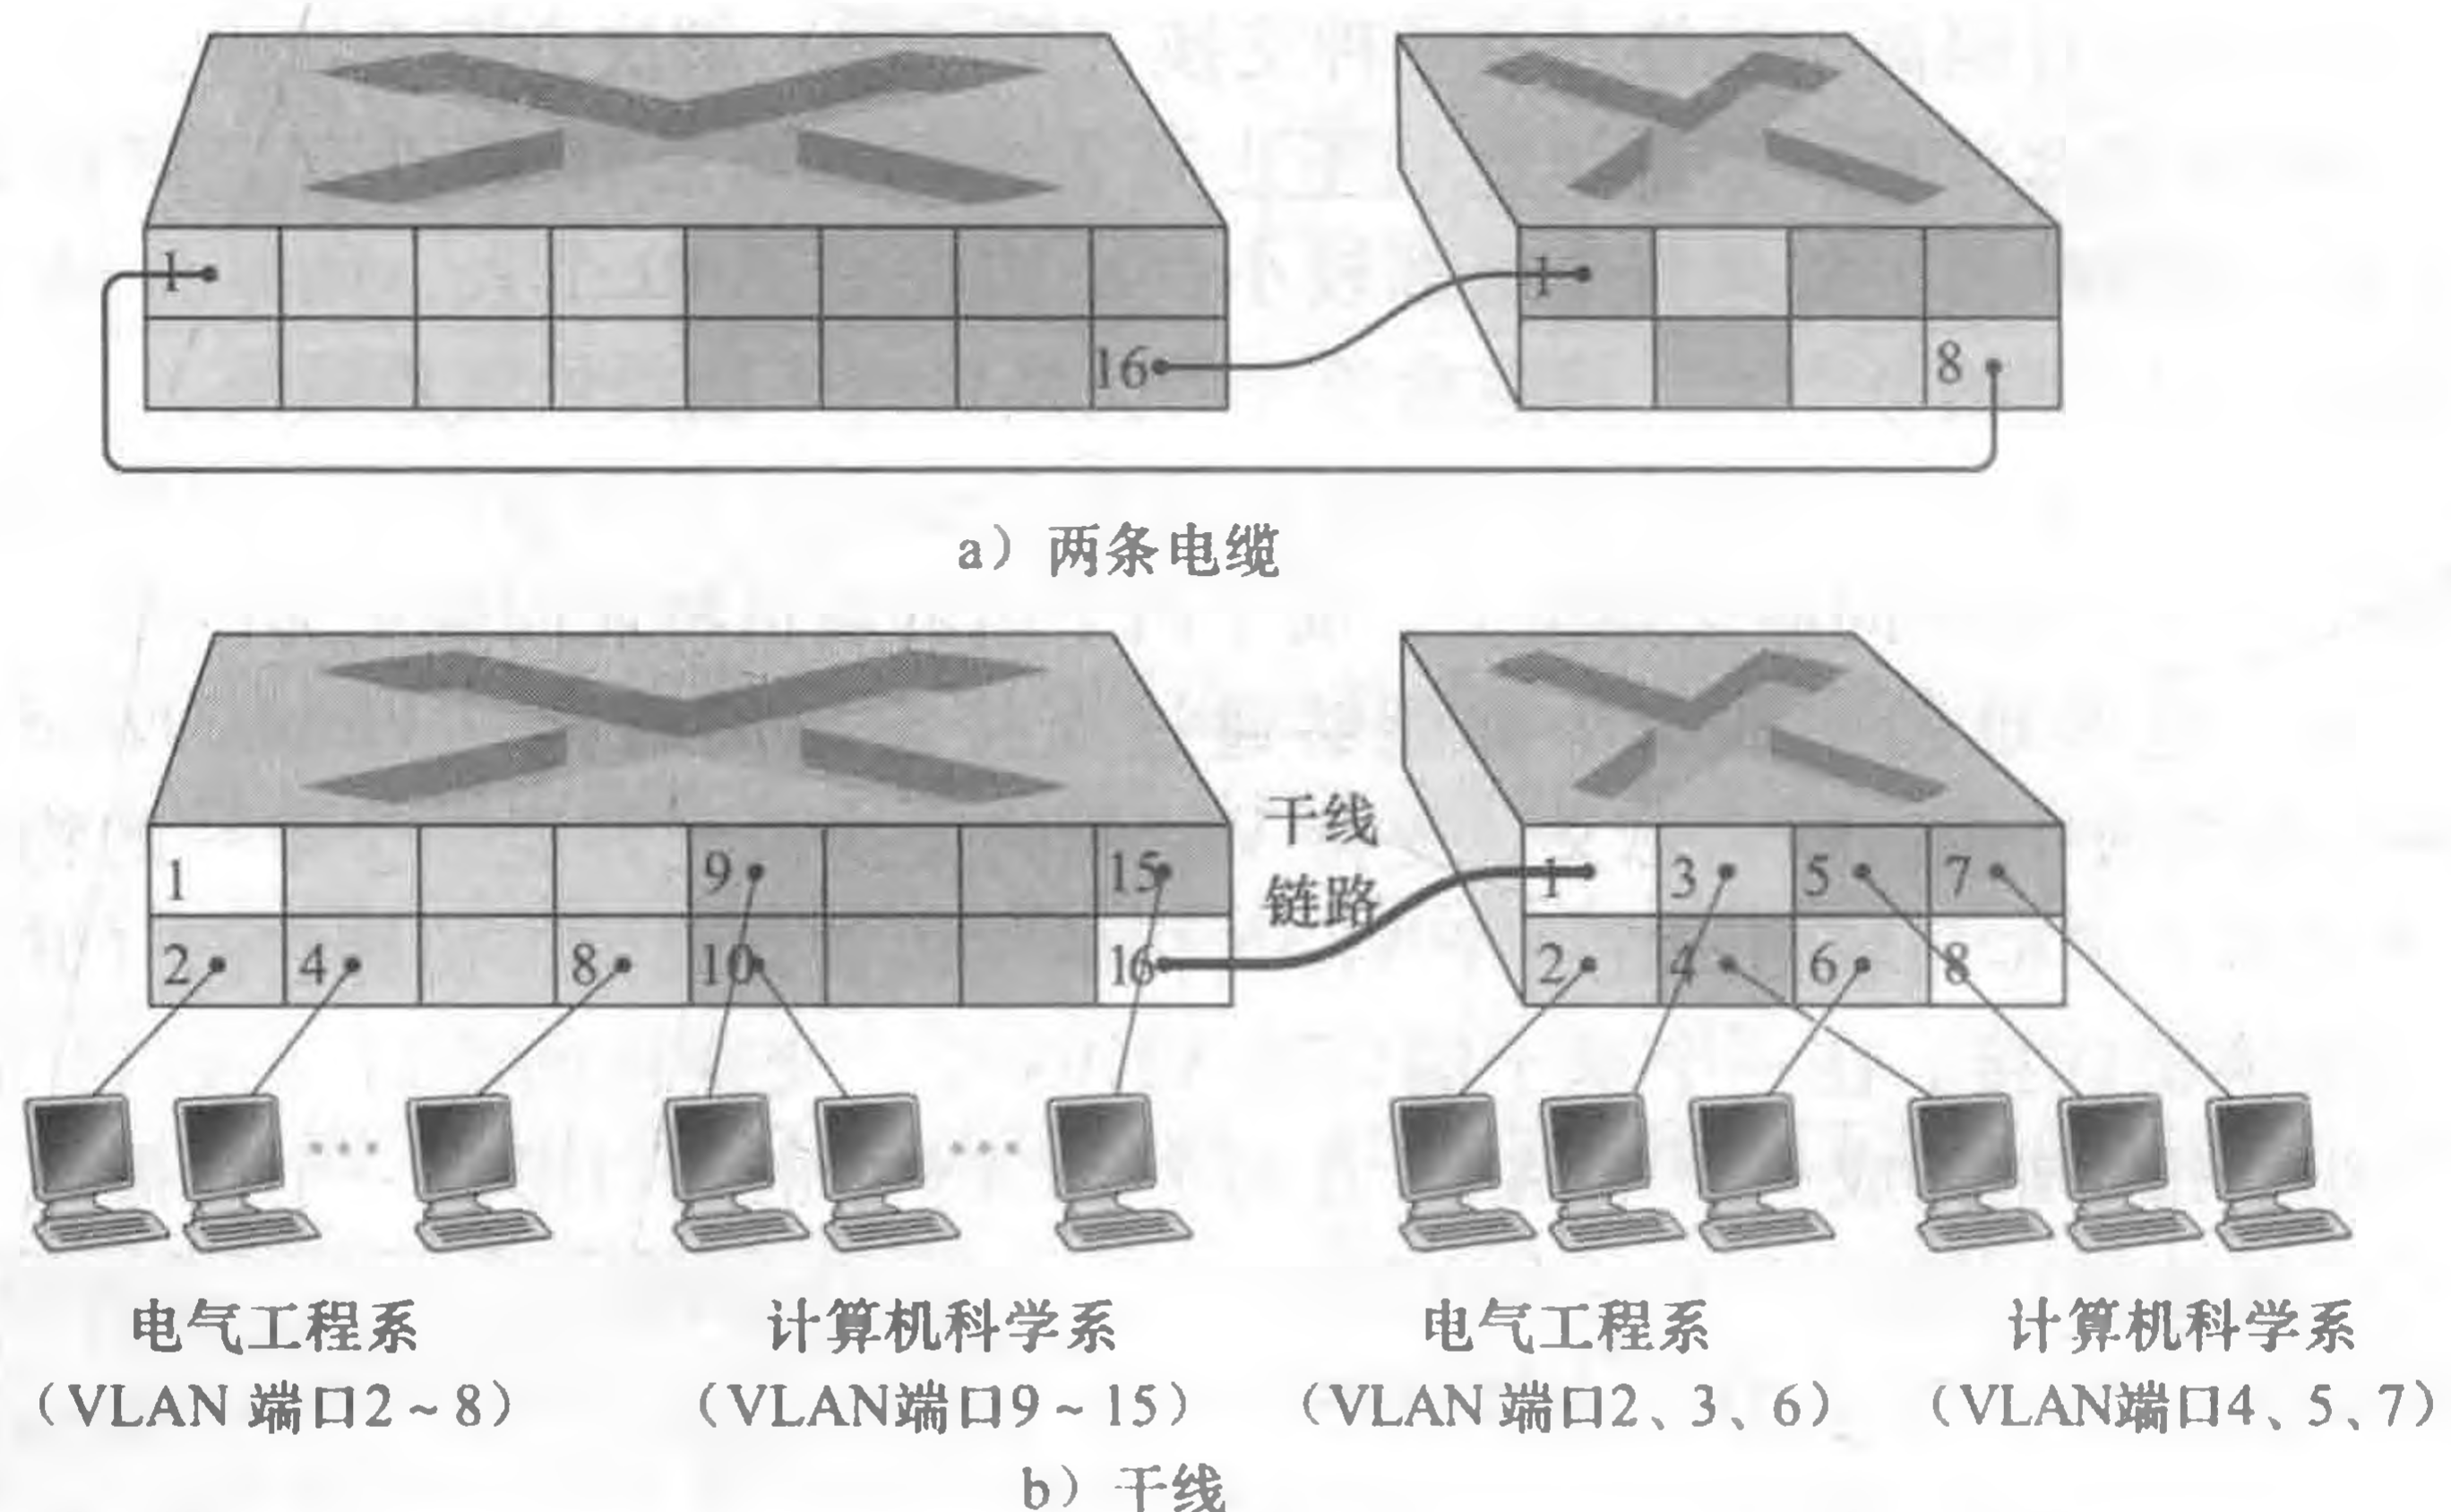 1
16
1
8
a）两条电缆
干线
链路
1
9
15
2
4
8
10
16
1
3
5
7
2
4
6
8
电气工程系
（VLAN 端口2～8）
计算机科学系
（VLAN端口9～15）
电气工程系
（VLAN 端口2、3、6）
计算机科学系
（VLAN端口4、5、7）
b）干线